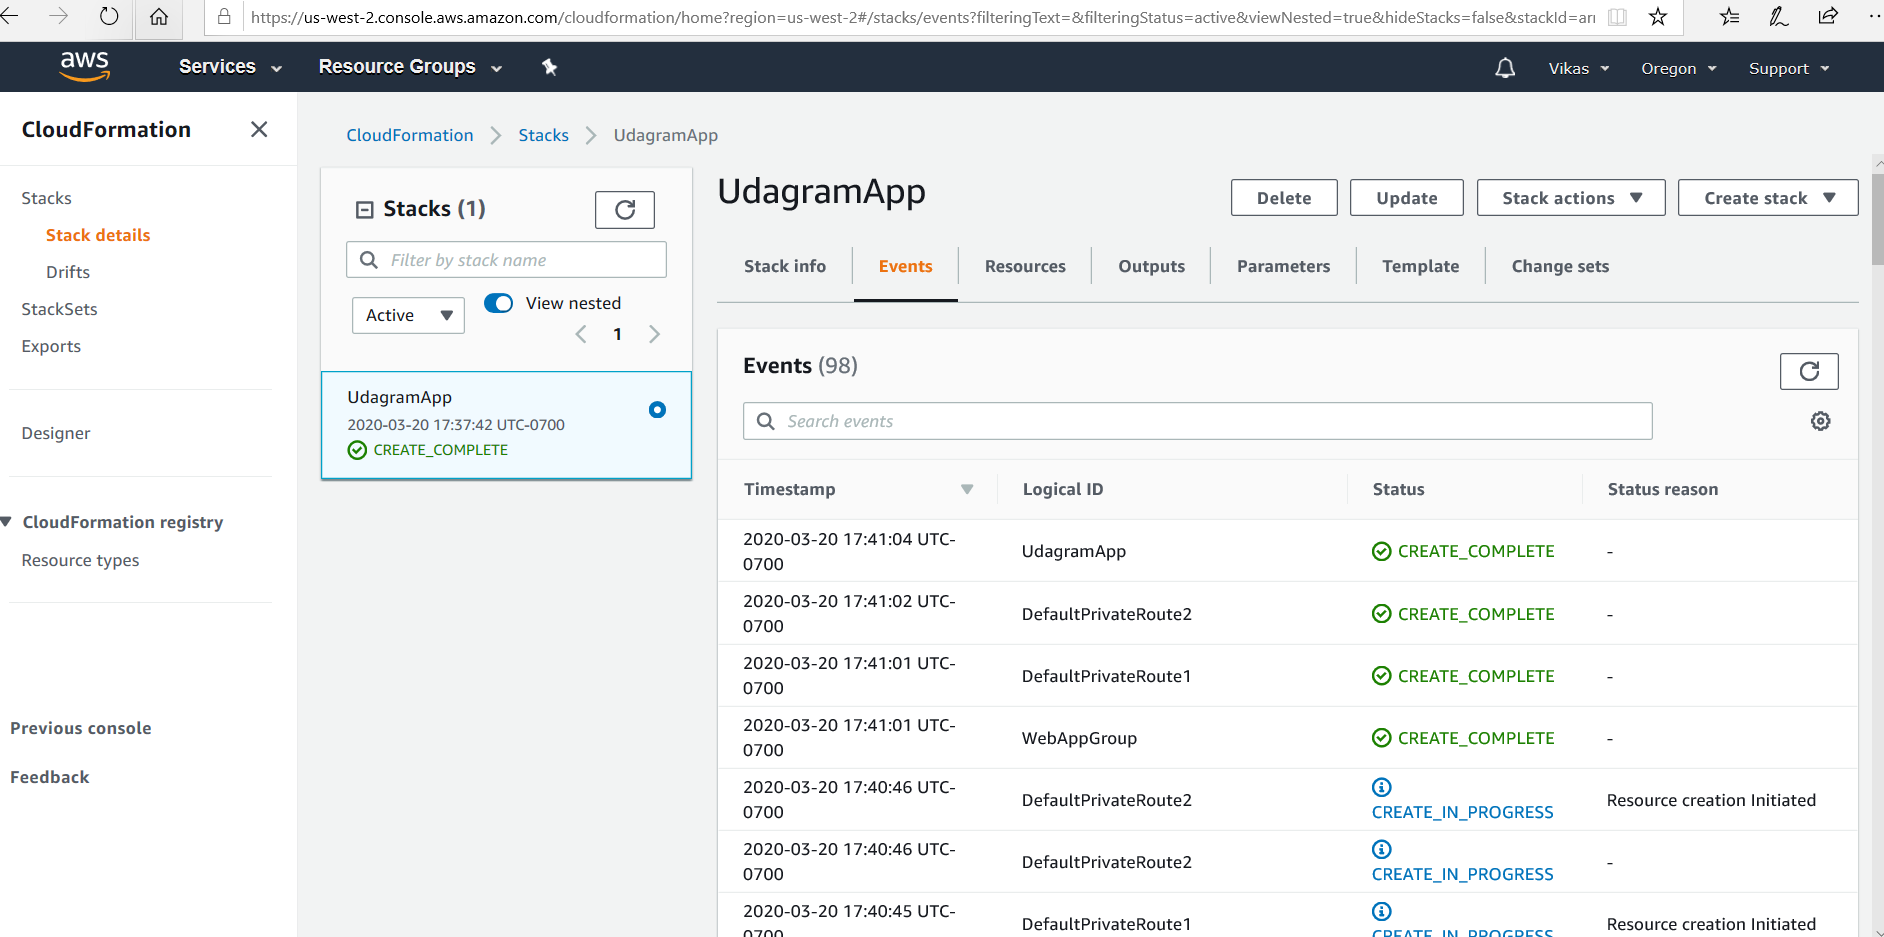 https://us-west-2.console.aws.amazon.com/cloudformation/home?region=us-west-2#/stacks/events?filteringText=&filteringStatus=active&viewNested=true&hideStacks=false&stackId=arn
aws
Services
Resource Groups
Vikas
Oregon
Support
CloudFormation
Stacks
Stack details
Drifts
StackSets
Exports
Designer
CloudFormation registry
Resource types
Previous console
Feedback
CloudFormation
Stacks
UdagramApp
Stacks (1)
Filter by stack name
Active
View nested
1
UdagramApp
2020-03-20 17:37:42 UTC-0700
CREATE_COMPLETE
UdagramApp
Delete
Update
Stack actions
Create stack
Stack info
Events
Resources
Outputs
Parameters
Template
Change sets
Events (98)
Search events
Timestamp
Logical ID
Status
Status reason
2020-03-20 17:41:04 UTC-
0700
UdagramApp
CREATE_COMPLETE
-
2020-03-20 17:41:02 UTC-
0700
DefaultPrivateRoute2
CREATE_COMPLETE
-
2020-03-20 17:41:01 UTC-
0700
DefaultPrivateRoute1
CREATE_COMPLETE
-
2020-03-20 17:41:01 UTC-
0700
WebAppGroup
CREATE_COMPLETE
-
2020-03-20 17:40:46 UTC-
0700
DefaultPrivateRoute2
CREATE_IN_PROGRESS
Resource creation Initiated
2020-03-20 17:40:46 UTC-
0700
DefaultPrivateRoute2
CREATE_IN_PROGRESS
-
2020-03-20 17:40:45 UTC-
0700
DefaultPrivateRoute1
CREATE_IN_PROGRESS
Resource creation Initiated